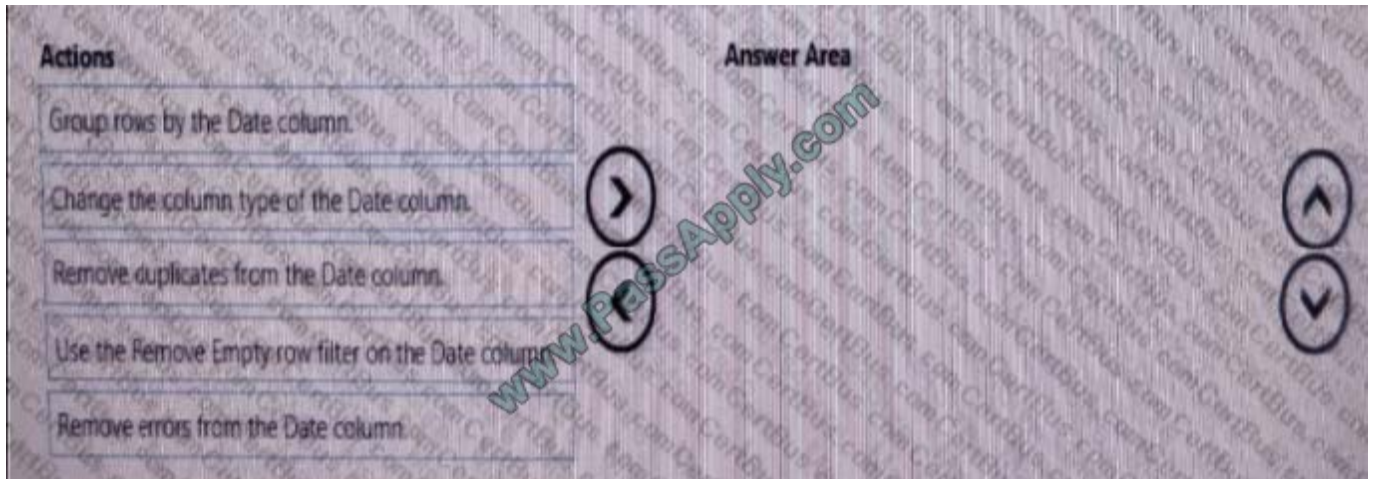 Actions
Answer Area
Group rows by the Date column.
Change the column type of the Date column.
Remove duplicates from the Date column.
Use the Remove Empty row filter on the Date column
Remove errors from the Date column.
www.PassApply.com